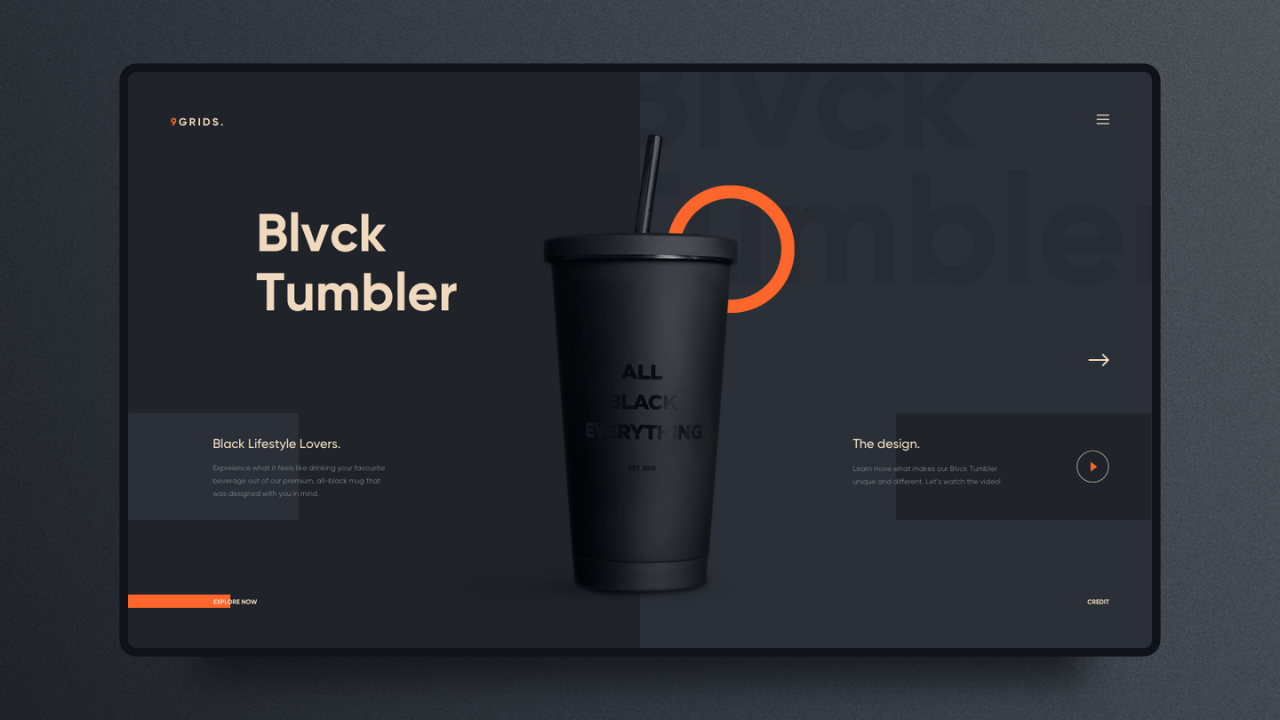 9GRIDS.
Blvck
Tumbler
Blvck
Tumbler
ALL
BLACK
EVERYTHING
EST. 2010
Black Lifestyle Lovers.
Expreience what it feels like drinking your favourite
beverage out of our premium, all-black mug that
was designed with you in mind.
The design.
Learn more what makes our Blvck Tumbler
unique and different. Let's watch the video!
EXPLORE NOW
CREDIT